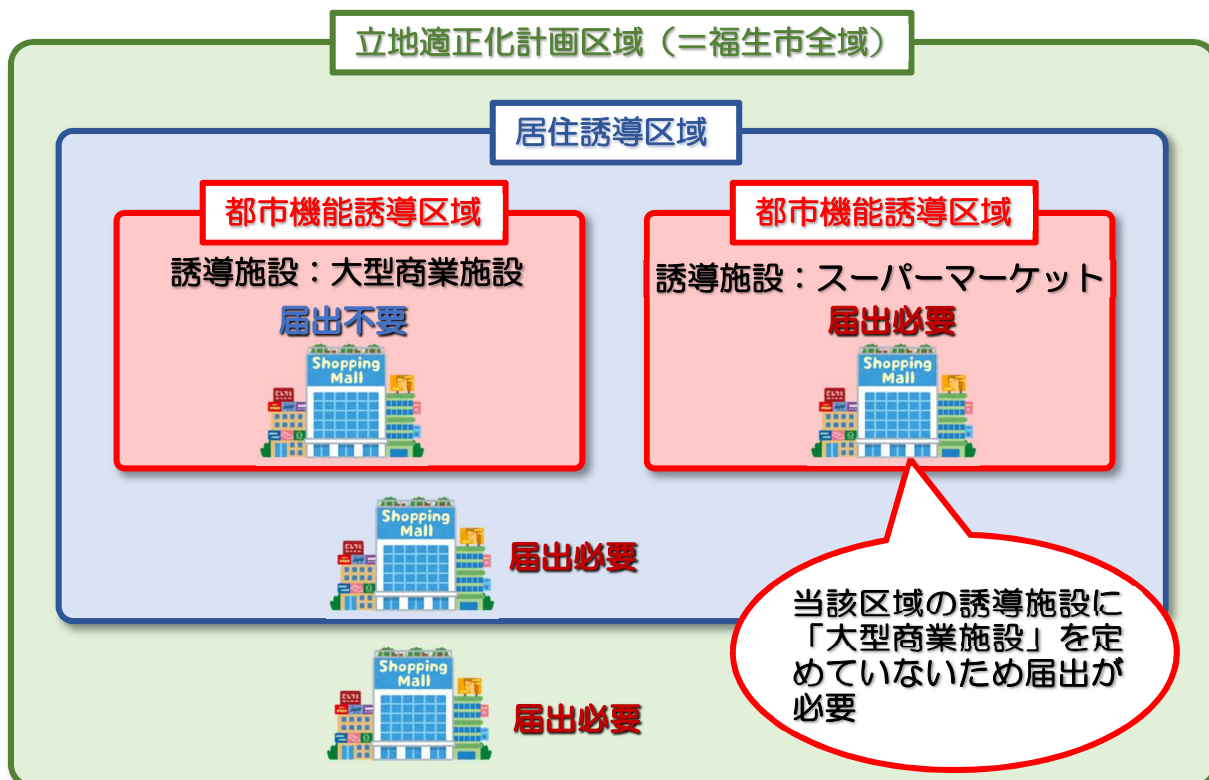 立地適正化計画区域（＝福生市全域）
居住誘導区域
都市機能誘導区域
誘導施設：大型商業施設
届出不要
Shopping
Mall
都市機能誘導区域
誘導施設：スーパーマーケット
届出必要
Shopping
Mall
Shopping
Mall
届出必要
当該区域の誘導施設に
「大型商業施設」を定
めていないため届出が
必要
Shopping
Mall
届出必要